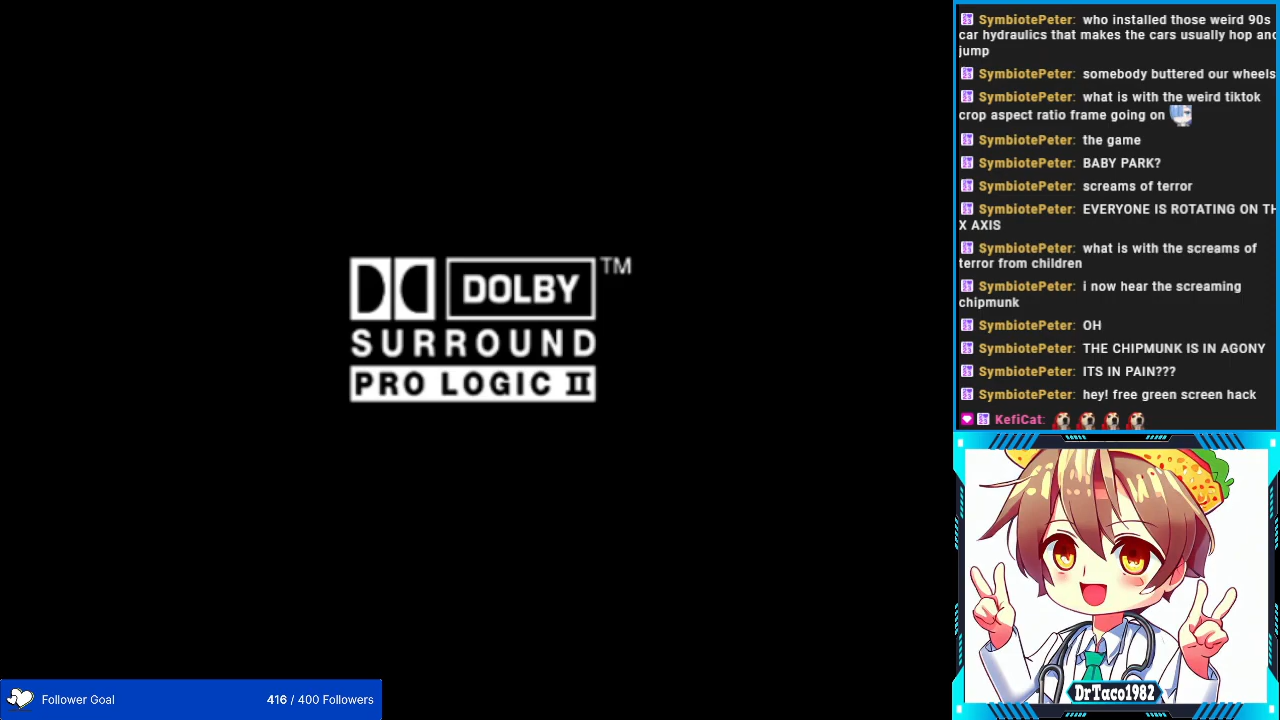 DOLBY™
SURROUND
PRO LOGIC II
SymbiotePeter: who installed those weird 90s
car hydraulics that makes the cars usually hop and
jump
SymbiotePeter: somebody buttered our wheels
SymbiotePeter: what is with the weird tiktok
crop aspect ratio frame going on
SymbiotePeter: the game
SymbiotePeter: BABY PARK?
SymbiotePeter: screams of terror
SymbiotePeter: EVERYONE IS ROTATING ON TH
X AXIS
SymbiotePeter: what is with the screams of
terror from children
SymbiotePeter: i now hear the screaming
chipmunk
SymbiotePeter: OH
SymbiotePeter: THE CHIPMUNK IS IN AGONY
SymbiotePeter: ITS IN PAIN???
SymbiotePeter: hey! free green screen hack
KefiCat:
DrTaco1982
Follower Goal 416 / 400 Followers